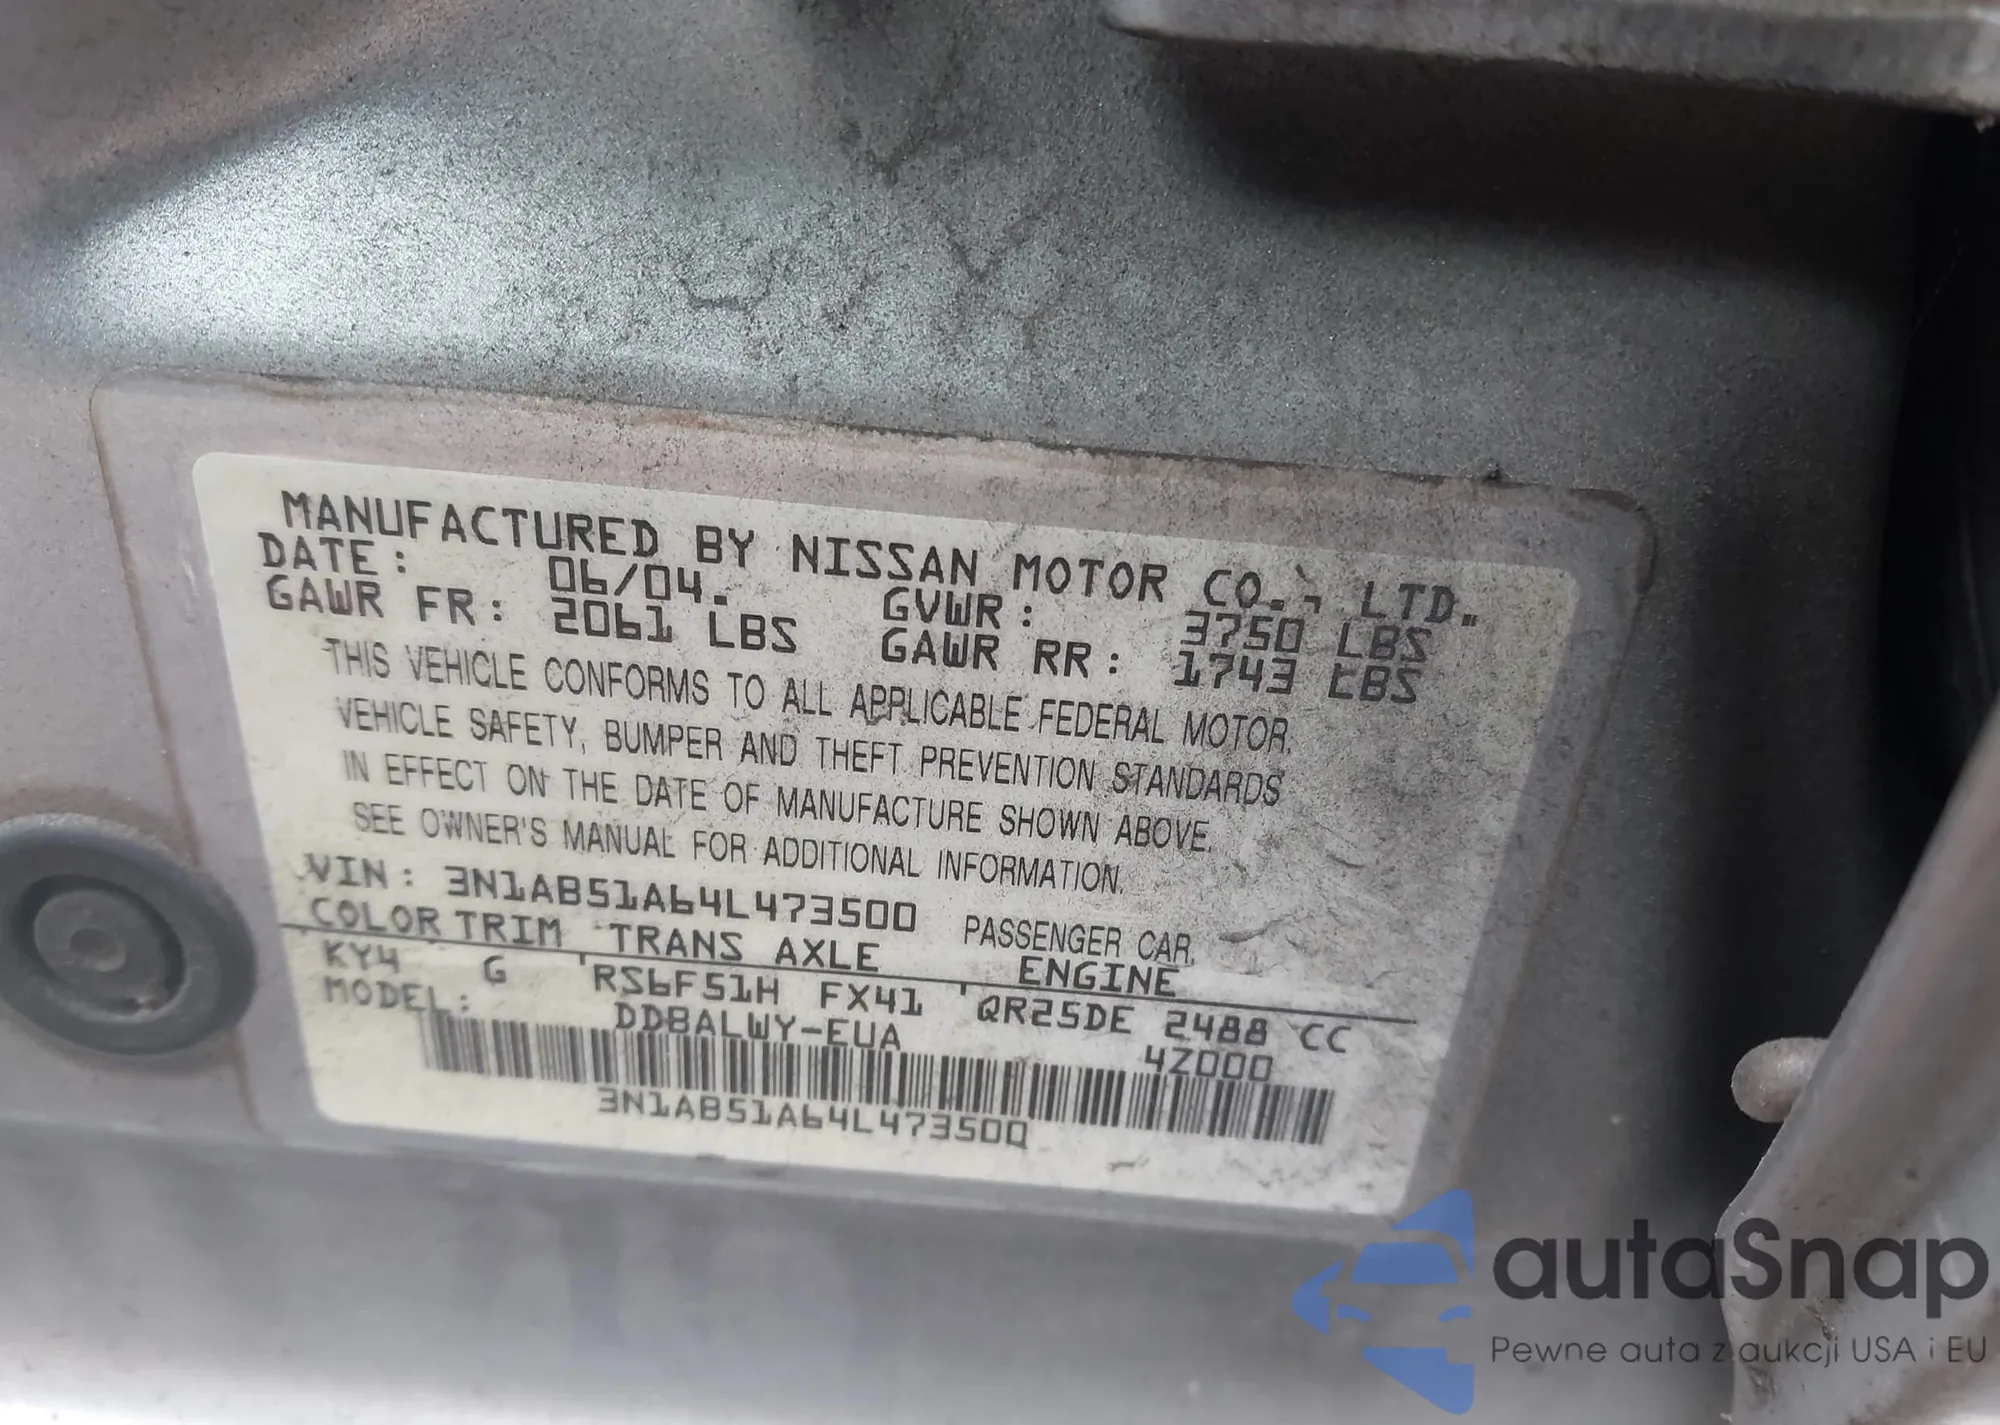 MANUFACTURED BY NISSAN MOTOR CO., LTD.
DATE: 06/04. GVWR: 3750 LBS
GAWR FR: 2061 LBS GAWR RR: 1743 LBS
THIS VEHICLE CONFORMS TO ALL APPLICABLE FEDERAL MOTOR
VEHICLE SAFETY, BUMPER AND THEFT PREVENTION STANDARDS
IN EFFECT ON THE DATE OF MANUFACTURE SHOWN ABOVE.
SEE OWNER'S MANUAL FOR ADDITIONAL INFORMATION.
VIN: 3N1AB51A64L473500 PASSENGER CAR
COLOR TRIM TRANS AXLE ENGINE
KY4 G RS6F51H FX41 QR25DE 2488 CC
MODEL: DDBALWY-EUA 4Z000
3N1AB51A64L473500
autaSnap
Pewne auta z aukcji USA i EU